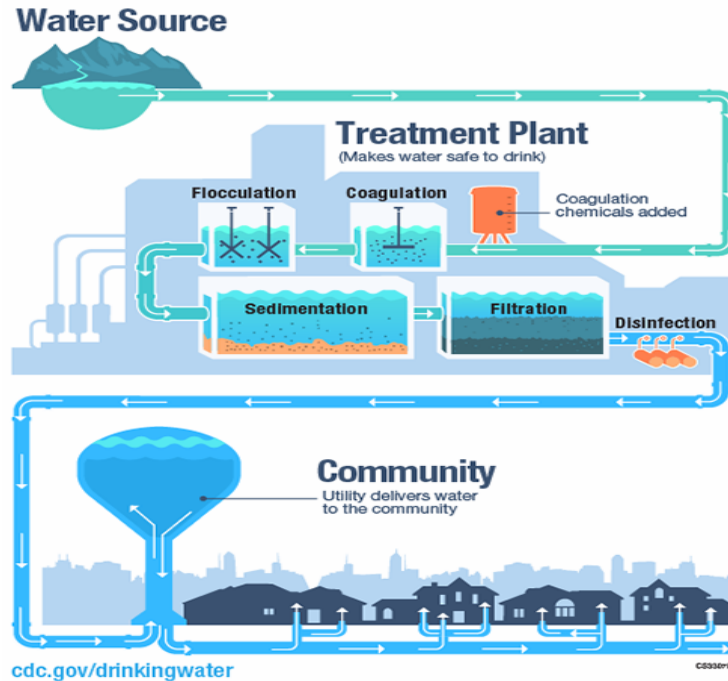 Water Source
Treatment Plant
(Makes water safe to drink)
Flocculation
Coagulation
Coagulation
chemicals added
Sedimentation
Filtration
Disinfection
Community
Utility delivers water
to the community
cdc.gov/drinkingwater